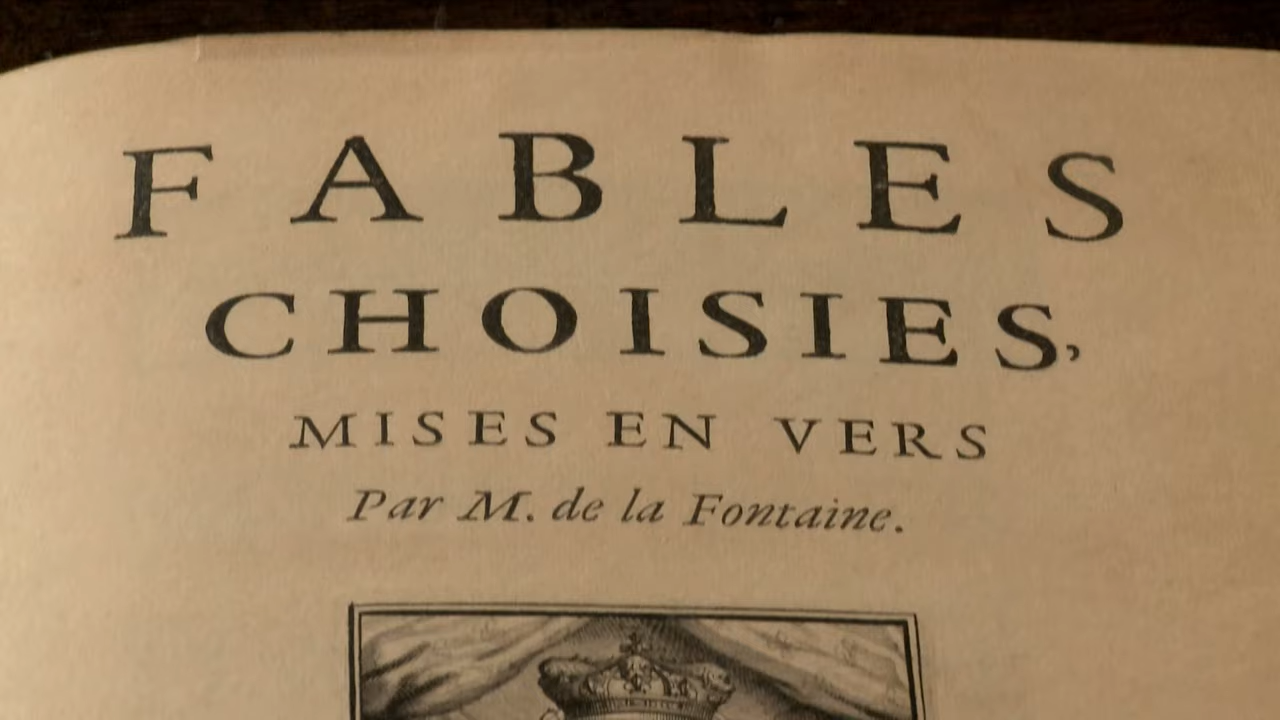 FABLES
CHOISIES,
MISES EN VERS
Par M. de la Fontaine.